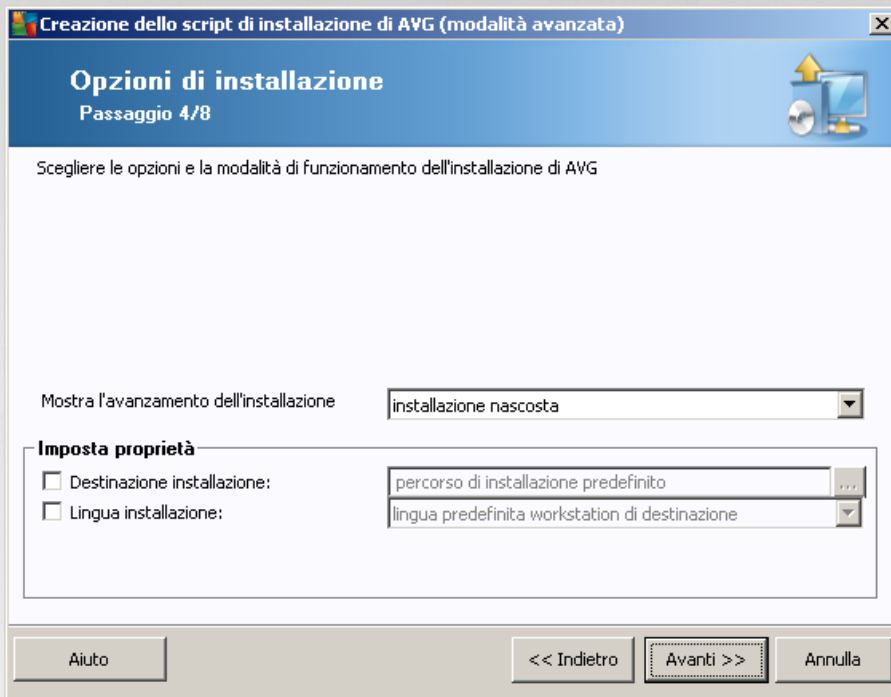 Creazione dello script di installazione di AVG (modalità avanzata)
Opzioni di installazione
Passaggio 4/8
Scegliere le opzioni e la modalità di funzionamento dell'installazione di AVG
Mostra l'avanzamento dell'installazione
installazione nascosta
Imposta proprietà
Destinazione installazione:
percorso di installazione predefinito
...
Lingua installazione:
lingua predefinita workstation di destinazione
Aiuto
<< Indietro
Avanti >>
Annulla